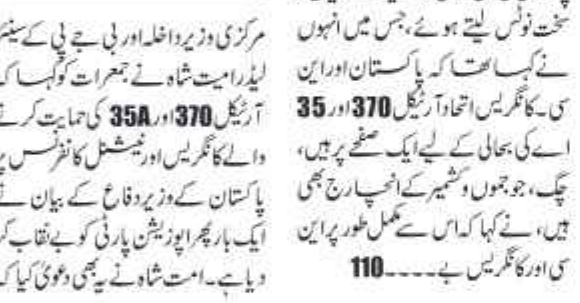 سخت نوٹس لیتے ہوئے، جس میں انہوں
نے کہا تھا کہ پاکستان اور این
سی۔کانگریس اتحاد آرٹیکل 370 اور 35
اے کی بحالی کے لیے ایک صفحے پر ہیں،
چگ، جو جموں و کشمیر کے انچارج بھی
ہیں، نے کہا کہ اس سے مکمل طور پر این
سی اور کانگریس بے۔۔۔۔110
مرکزی وزیر داخلہ اور بی جے پی کے سینئر
لیڈر امیت شاہ نے جمعرات کو کہا کہ
آرٹیکل 370 اور 35A کی حمایت کرنے
والے کانگریس اور نیشنل کانفرنس پر
پاکستان کے وزیر دفاع کے بیان نے
ایک بار پھر اپوزیشن پارٹی کو بے نقاب کر
دیا ہے۔ امت شاہ نے یہ بھی دعویٰ کیا کہ